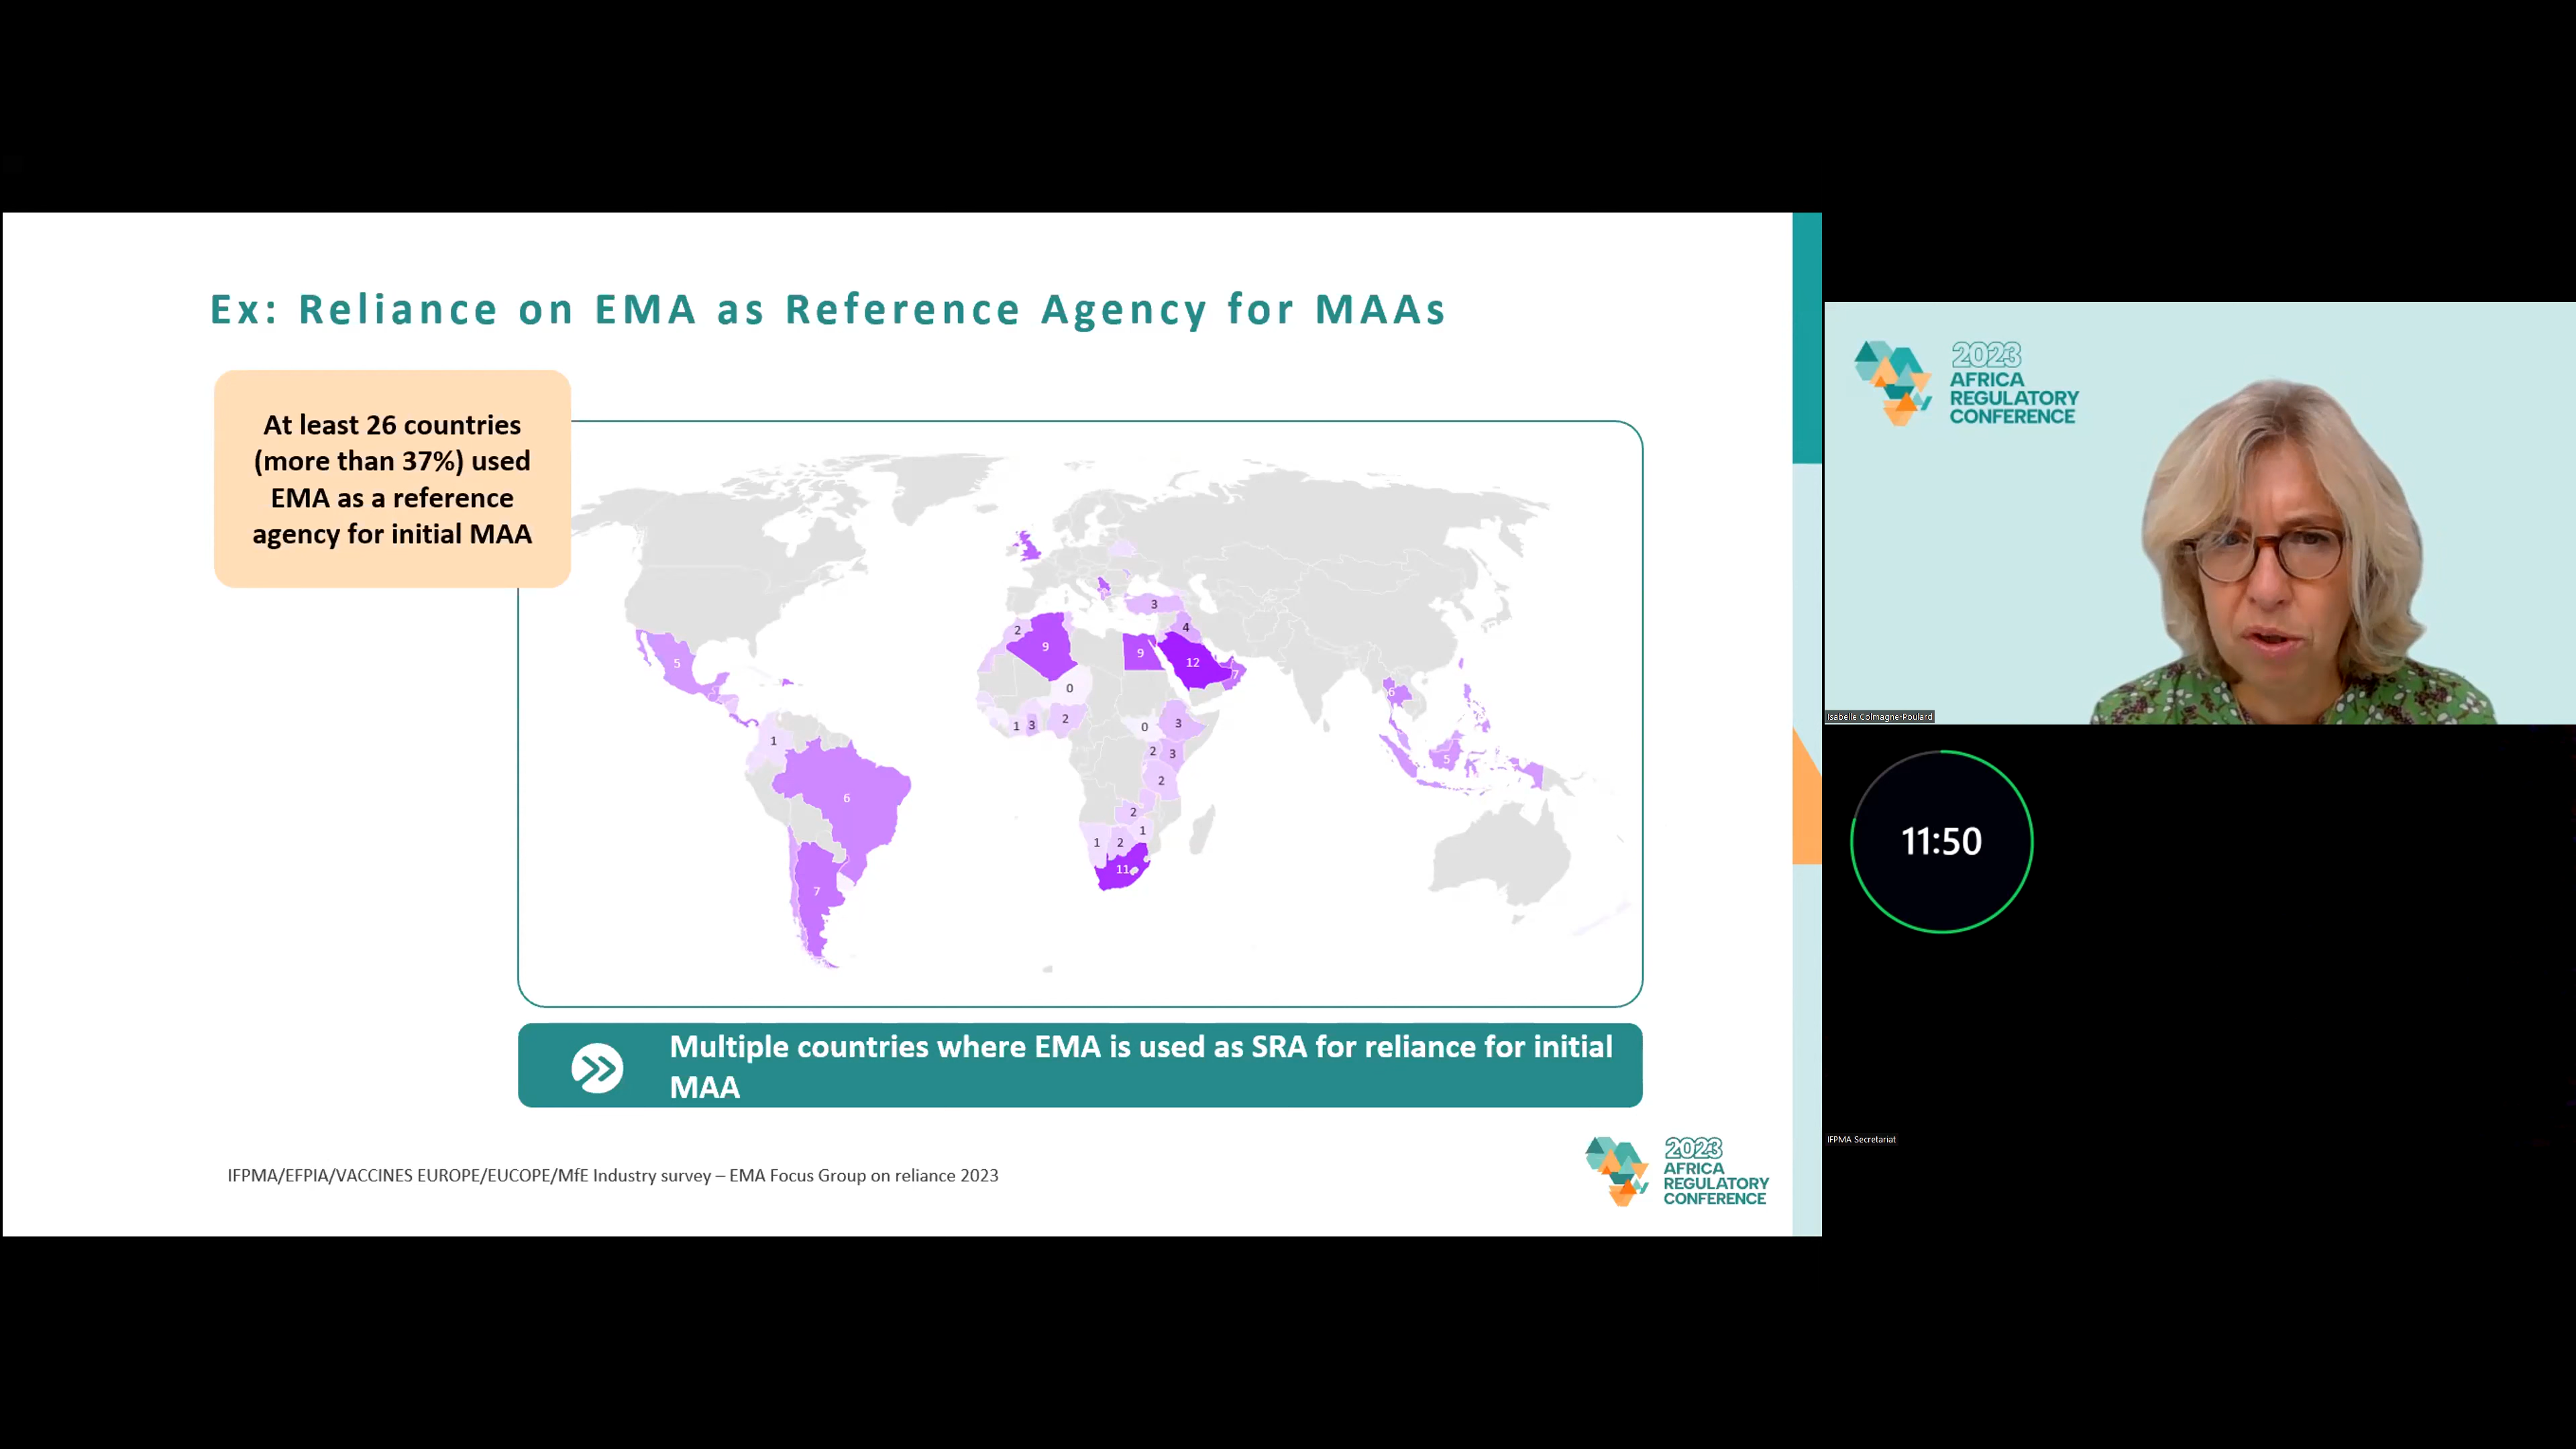 Ex: Reliance on EMA as Reference Agency for MAAs
At least 26 countries
(more than 37%) used
EMA as a reference
agency for initial MAA
3
2
9
9
4
12
7
5
0
6
1
3
2
0
3
1
2
3
5
2
6
2
1
1
2
11
7
Multiple countries where EMA is used as SRA for reliance for initial
MAA
IFPMA/EFPIA/VACCINES EUROPE/EUCOPE/MfE Industry survey – EMA Focus Group on reliance 2023
2023
AFRICA
REGULATORY
CONFERENCE
2023
AFRICA
REGULATORY
CONFERENCE
Isabelle Colmagne-Poulard
11:50
IFPMA Secretariat